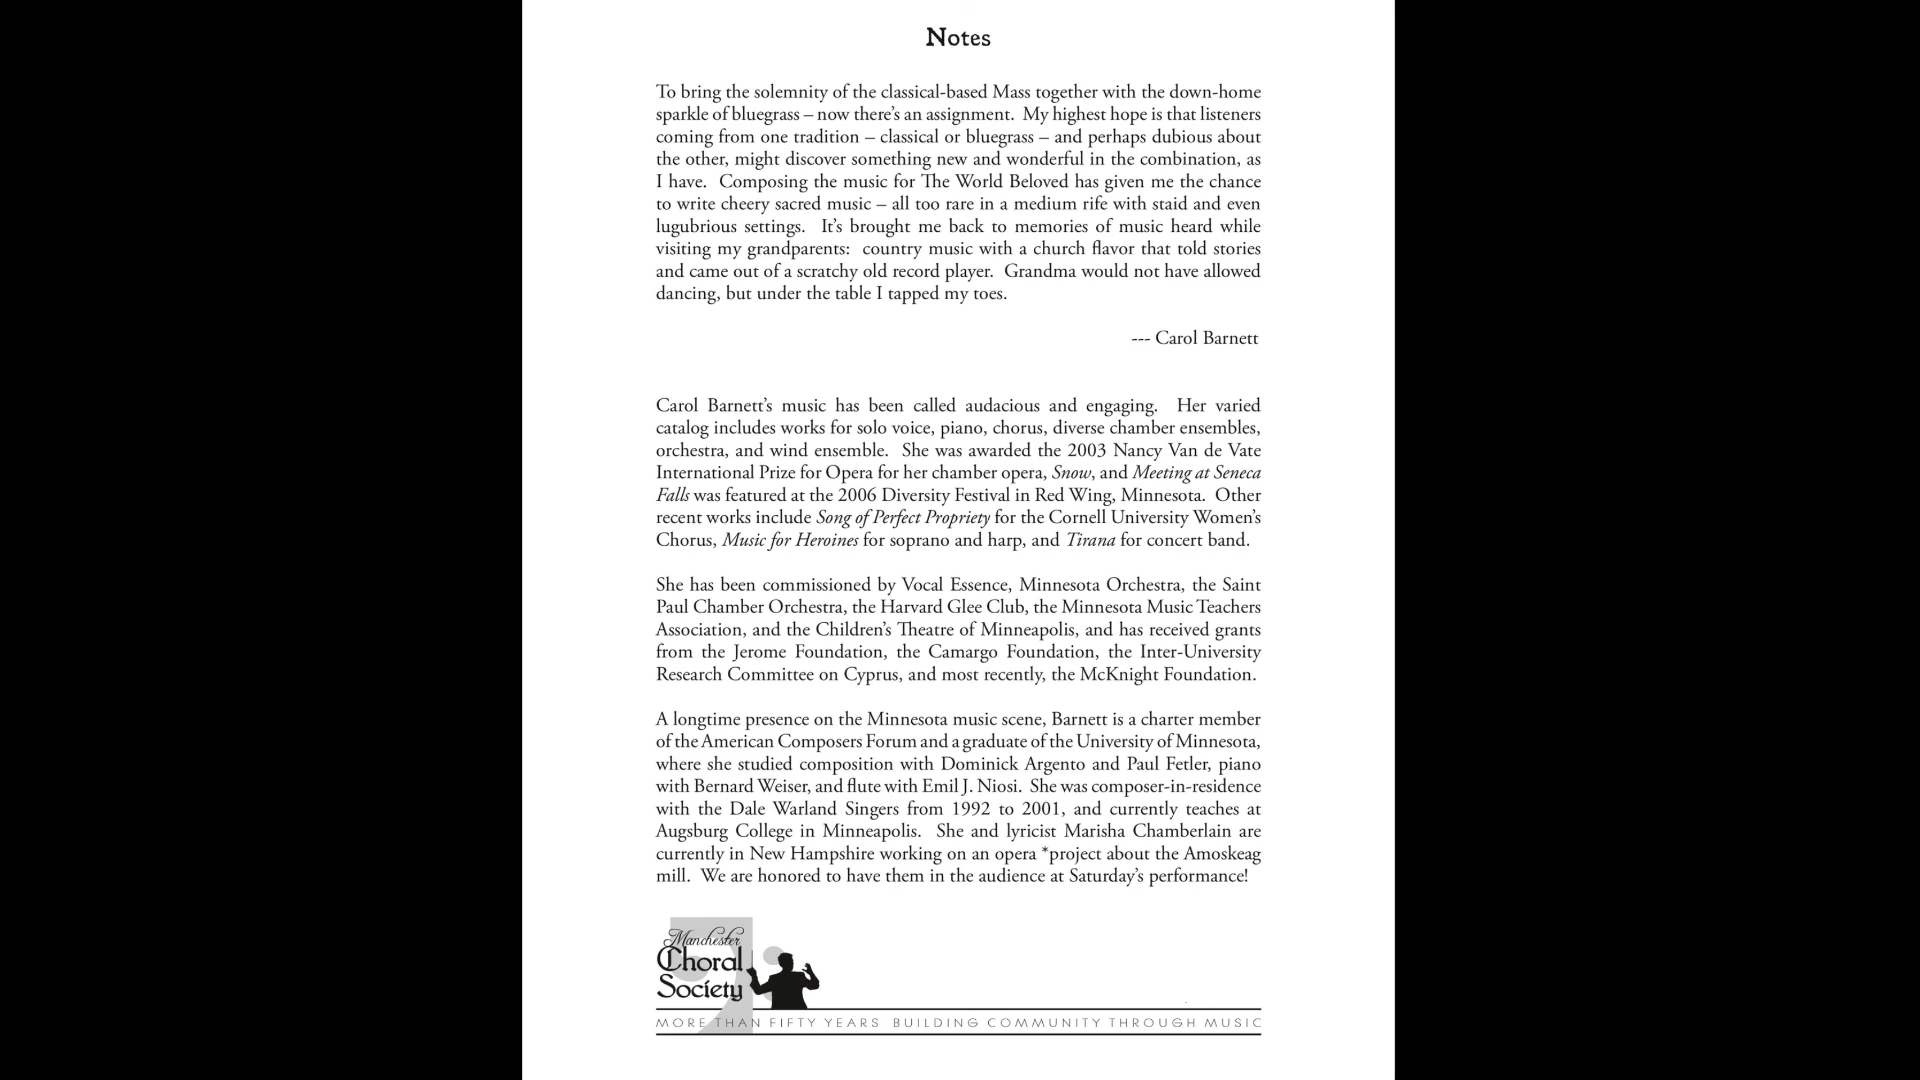 Notes
To bring the solemnity of the classical-based Mass together with the down-home
sparkle of bluegrass – now there's an assignment.  My highest hope is that listeners
coming from one tradition – classical or bluegrass – and perhaps dubious about
the other, might discover something new and wonderful in the combination, as
I have.  Composing the music for The World Beloved has given me the chance
to write cheery sacred music – all too rare in a medium rife with staid and even
lugubrious settings.  It's brought me back to memories of music heard while
visiting my grandparents:  country music with a church flavor that told stories
and came out of a scratchy old record player.  Grandma would not have allowed
dancing, but under the table I tapped my toes.
--- Carol Barnett
Carol Barnett's music has been called audacious and engaging.  Her varied
catalog includes works for solo voice, piano, chorus, diverse chamber ensembles,
orchestra, and wind ensemble.  She was awarded the 2003 Nancy Van de Vate
International Prize for Opera for her chamber opera, Snow, and Meeting at Seneca
Falls was featured at the 2006 Diversity Festival in Red Wing, Minnesota.  Other
recent works include Song of Perfect Propriety for the Cornell University Women's
Chorus, Music for Heroines for soprano and harp, and Tirana for concert band.
She has been commissioned by Vocal Essence, Minnesota Orchestra, the Saint
Paul Chamber Orchestra, the Harvard Glee Club, the Minnesota Music Teachers
Association, and the Children's Theatre of Minneapolis, and has received grants
from the Jerome Foundation, the Camargo Foundation, the Inter-University
Research Committee on Cyprus, and most recently, the McKnight Foundation.
A longtime presence on the Minnesota music scene, Barnett is a charter member
of the American Composers Forum and a graduate of the University of Minnesota,
where she studied composition with Dominick Argento and Paul Fetler, piano
with Bernard Weiser, and flute with Emil J. Niosi.  She was composer-in-residence
with the Dale Warland Singers from 1992 to 2001, and currently teaches at
Augsburg College in Minneapolis.  She and lyricist Marisha Chamberlain are
currently in New Hampshire working on an opera *project about the Amoskeag
mill.  We are honored to have them in the audience at Saturday's performance!
Manchester
Choral
Society
MORE THAN FIFTY YEARS BUILDING COMMUNITY THROUGH MUSIC